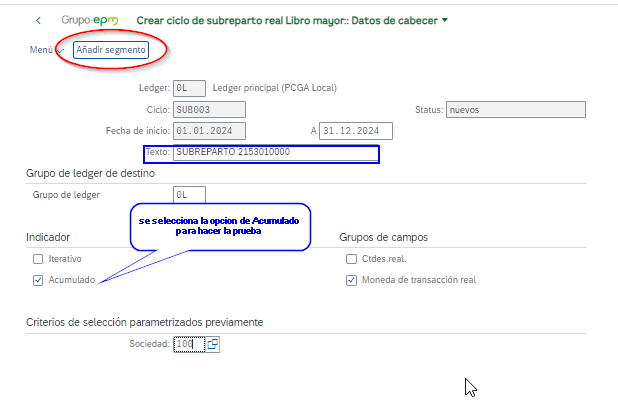 Grupo·epm Crear ciclo de subreparto real Libro mayor:: Datos de cabecer
Menú Añadir segmento
Ledger: 0L Ledger principal (PCGA Local)
Ciclo: SUB003 Status: nuevos
Fecha de inicio: 01.01.2024 A 31.12.2024
Texto: SUBREPARTO 2153010000
Grupo de ledger de destino
Grupo de ledger 0L
se selecciona la opcion de Acumulado
para hacer la prueba
Indicador Grupos de campos
Iterativo Ctdes.real.
Acumulado Moneda de transacción real
Criterios de selección parametrizados previamente
Sociedad: 100